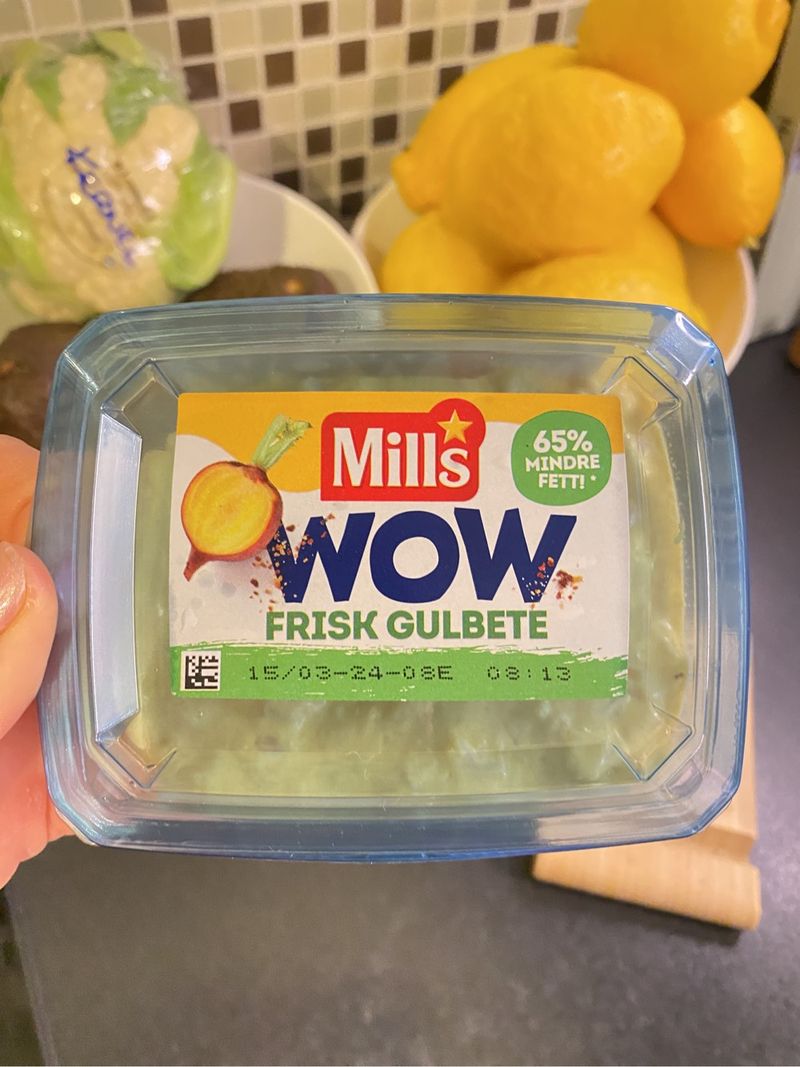 Mills
65%
MINDRE
FETT! *
WOW
FRISK GULBETE
15/03-24-08E 08:13